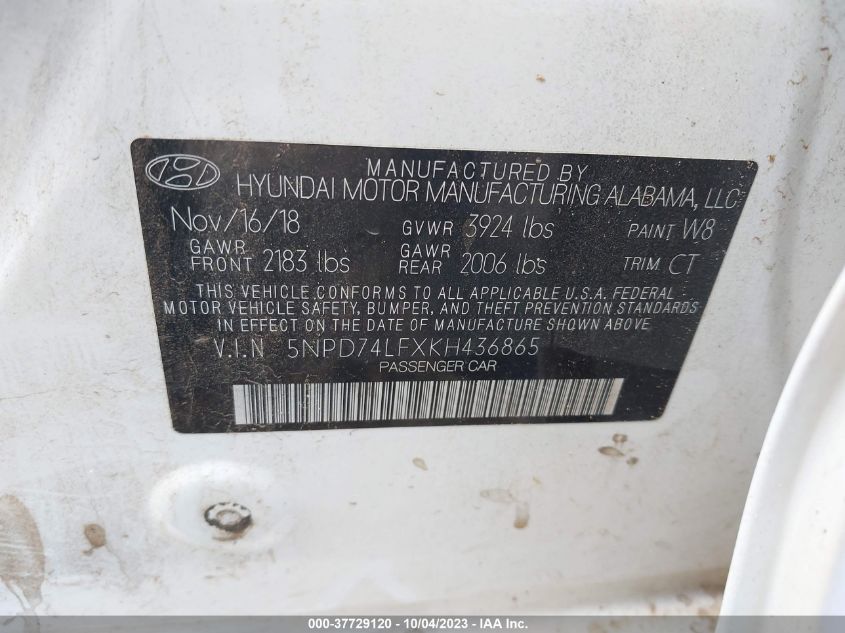 MANUFACTURED BY
HYUNDAI MOTOR MANUFACTURING ALABAMA, LLC
Nov/16/18 GVWR 3924 lbs PAINT W8
GAWR FRONT 2183 lbs GAWR REAR 2006 lbs TRIM CT
THIS VEHICLE CONFORMS TO ALL APPLICABLE U.S.A. FEDERAL
MOTOR VEHICLE SAFETY, BUMPER, AND THEFT PREVENTION STANDARDS
IN EFFECT ON THE DATE OF MANUFACTURE SHOWN ABOVE
V.I.N 5NPD74LFXKH436865
PASSENGER CAR
000-37729120 - 10/04/2023 - IAA Inc.